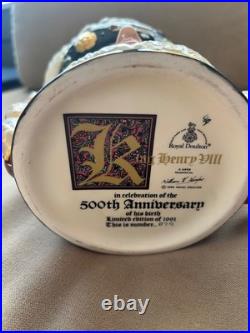 King Henry VIII
Royal Doulton
in celebration of the
500th Anniversary
of his birth
Limited edition of 1991
This is number